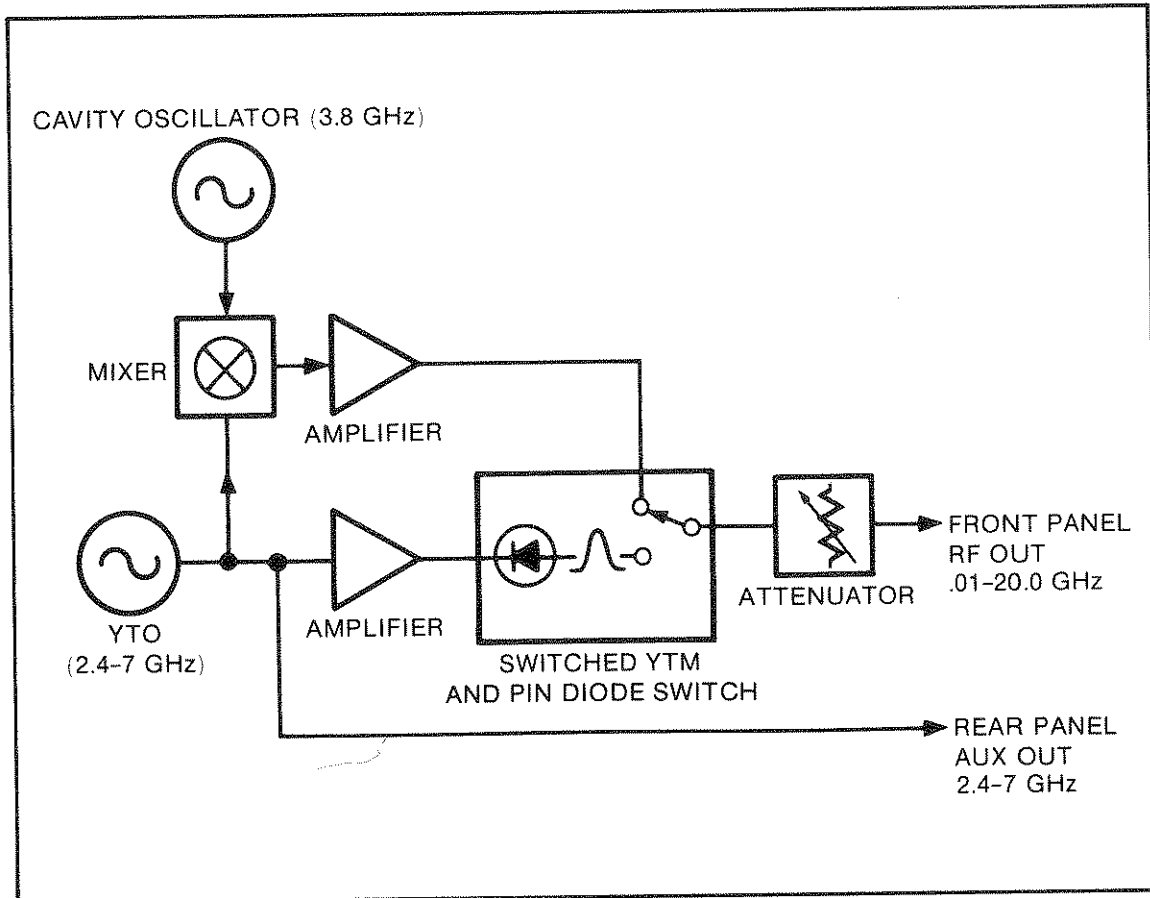 CAVITY OSCILLATOR (3.8 GHz)
MIXER
AMPLIFIER
YTO
(2.4–7 GHz)
AMPLIFIER
SWITCHED YTM
AND PIN DIODE SWITCH
ATTENUATOR
FRONT PANEL
RF OUT
.01–20.0 GHz
REAR PANEL
AUX OUT
2.4–7 GHz